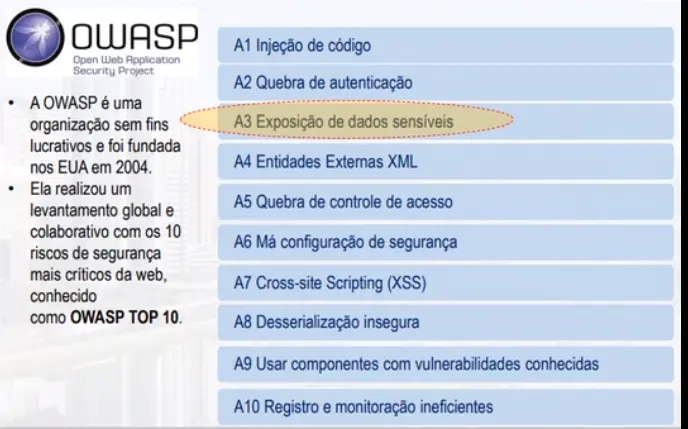 OWASP
Open Web Application
Security Project
• A OWASP é uma
organização sem fins
lucrativos e foi fundada
nos EUA em 2004.
• Ela realizou um
levantamento global e
colaborativo com os 10
riscos de segurança
mais críticos da web,
conhecido
como OWASP TOP 10.
A1 Injeção de código
A2 Quebra de autenticação
A3 Exposição de dados sensíveis
A4 Entidades Externas XML
A5 Quebra de controle de acesso
A6 Má configuração de segurança
A7 Cross-site Scripting (XSS)
A8 Desserialização insegura
A9 Usar componentes com vulnerabilidades conhecidas
A10 Registro e monitoração ineficientes